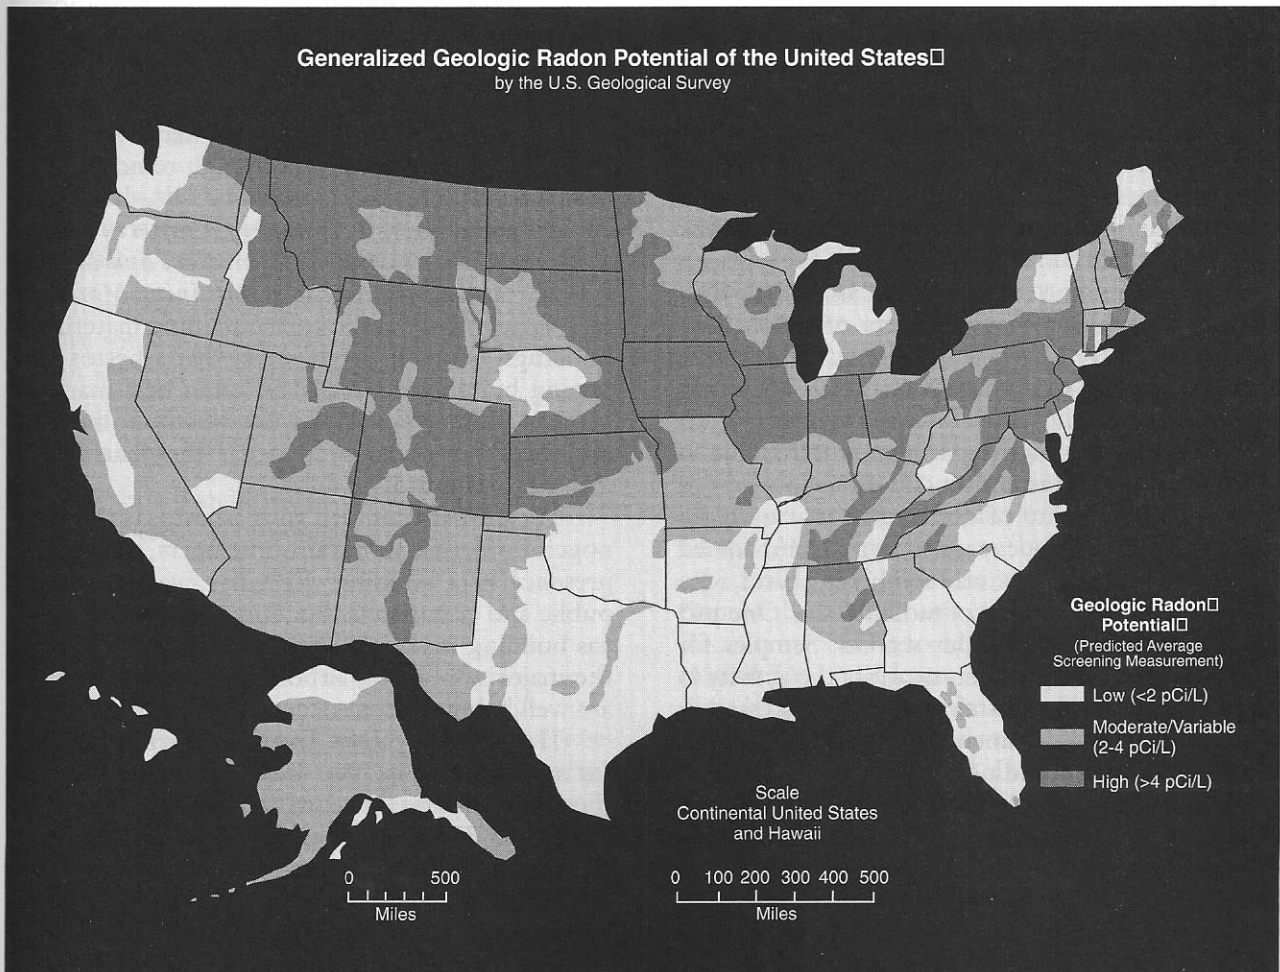 Generalized Geologic Radon Potential of the United States□
by the U.S. Geological Survey
Geologic Radon□
Potential□
(Predicted Average
Screening Measurement)
Low (<2 pCi/L)
Moderate/Variable
(2-4 pCi/L)
High (>4 pCi/L)
Scale
Continental United States
and Hawaii
0 500
Miles
0 100 200 300 400 500
Miles